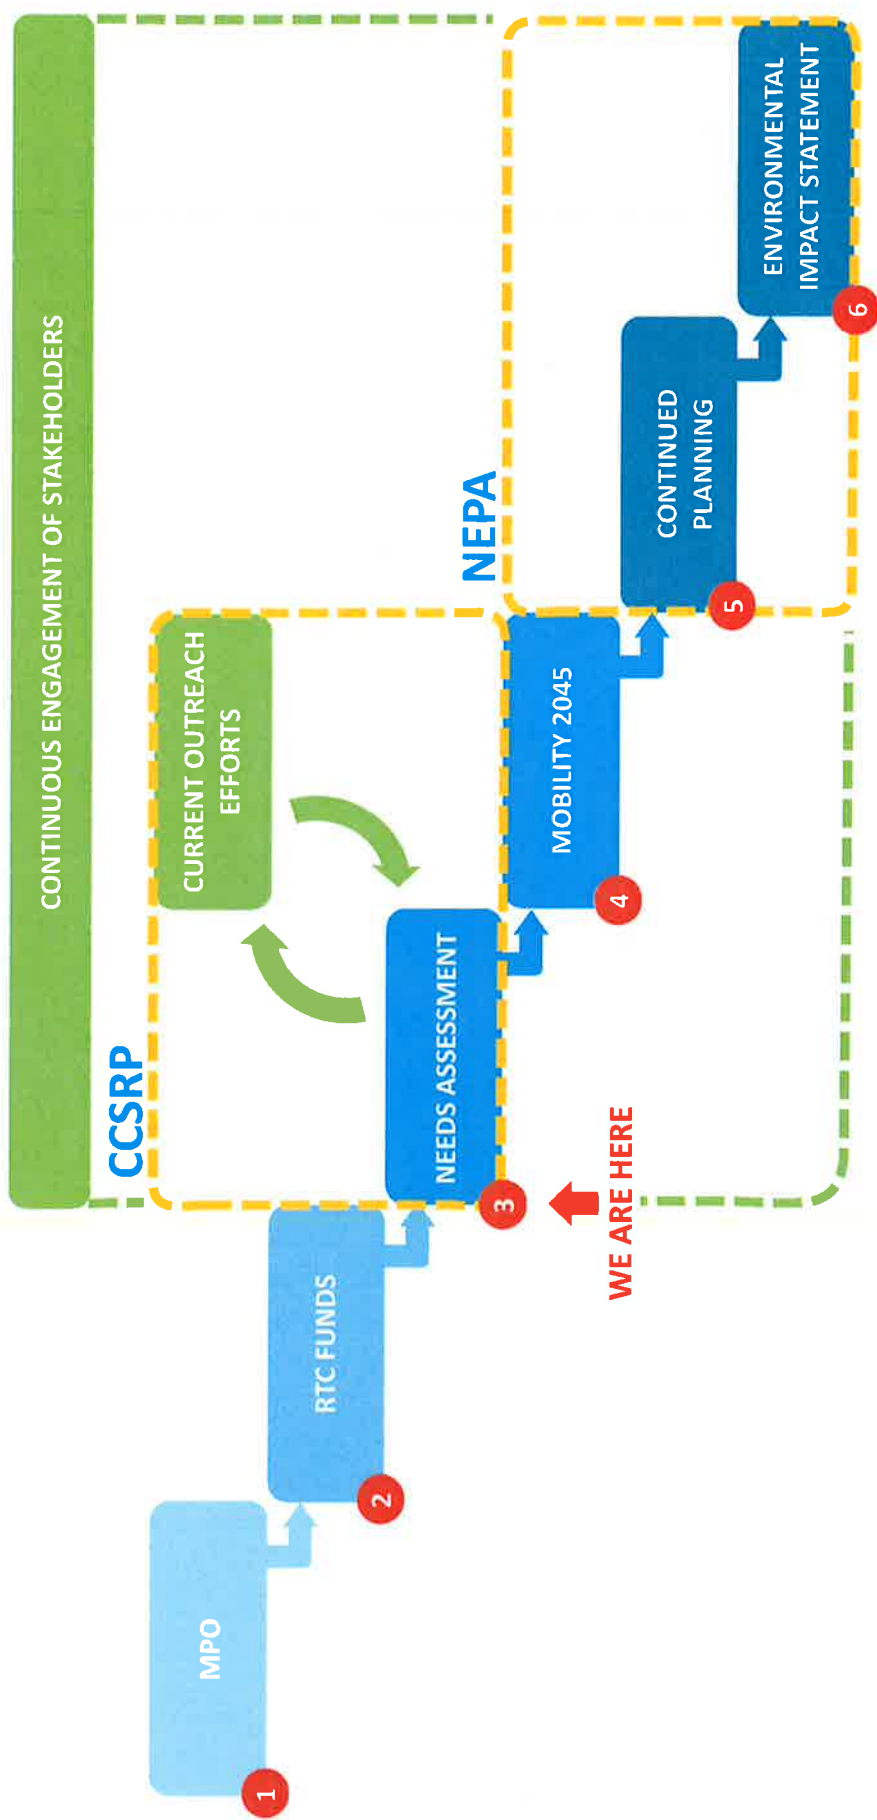 CONTINUOUS ENGAGEMENT OF STAKEHOLDERS
CCSRP
MPO
1
RTC FUNDS
2
CURRENT OUTREACH
EFFORTS
NEEDS ASSESSMENT
3
WE ARE HERE
MOBILITY 2045
4
NEPA
CONTINUED
PLANNING
5
ENVIRONMENTAL
IMPACT STATEMENT
6